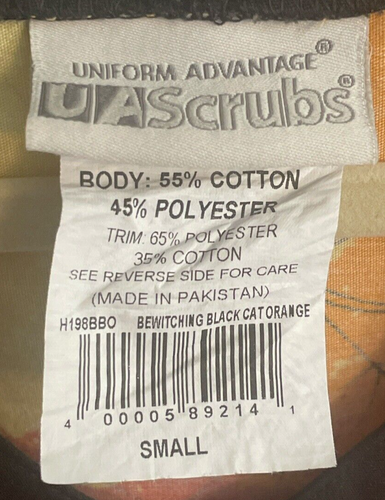 UNIFORM ADVANTAGE®
UAScrubs®
BODY: 55% COTTON
45% POLYESTER
TRIM: 65% POLYESTER
35% COTTON
SEE REVERSE SIDE FOR CARE
(MADE IN PAKISTAN)
H198BBO BEWITCHING BLACK CAT ORANGE
4 00005 89214 1
SMALL